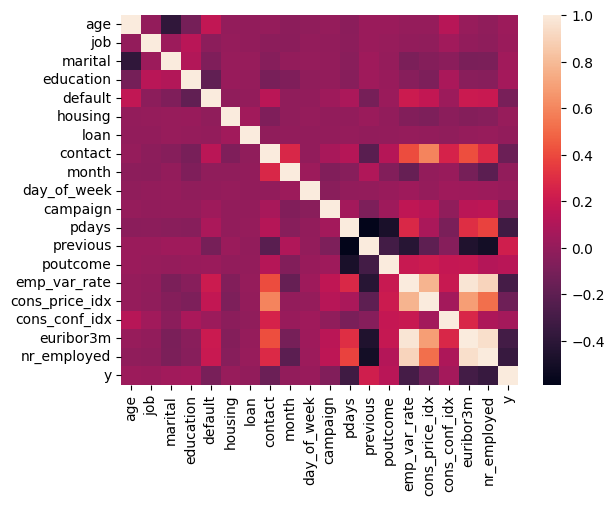 age
job
marital
education
default
housing
loan
contact
month
day_of_week
campaign
pdays
previous
poutcome
emp_var_rate
cons_price_idx
cons_conf_idx
euribor3m
nr_employed
y
age
job
marital
education
default
housing
loan
contact
month
day_of_week
campaign
pdays
previous
poutcome
emp_var_rate
cons_price_idx
cons_conf_idx
euribor3m
nr_employed
y
1.0
0.8
0.6
0.4
0.2
0.0
−0.2
−0.4